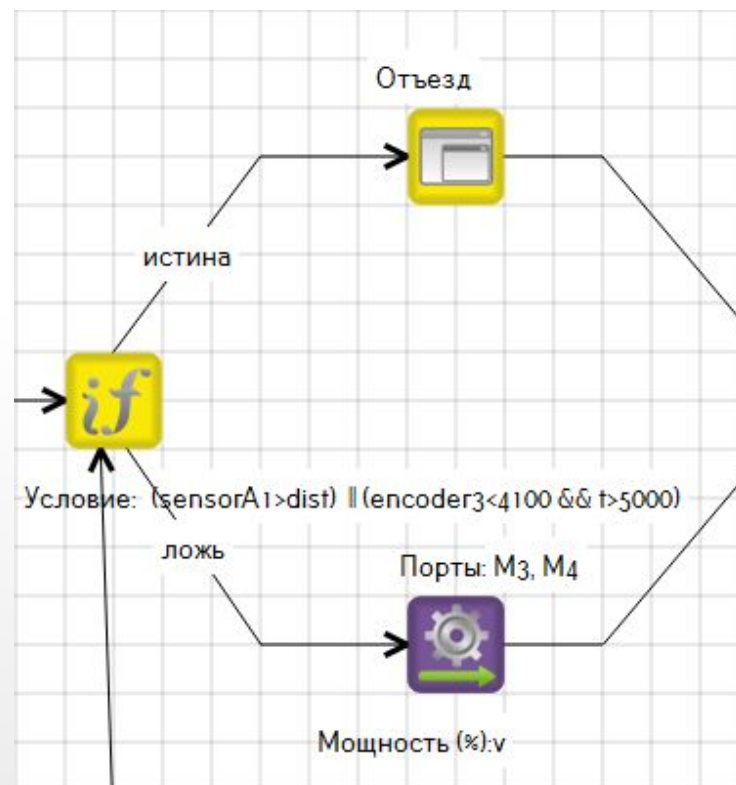 Отъезд
истина
if
Условие: (sensorA1>dist) || (encoder3<4100 && t>5000)
ложь
Порты: M3, M4
Мощность (%):v